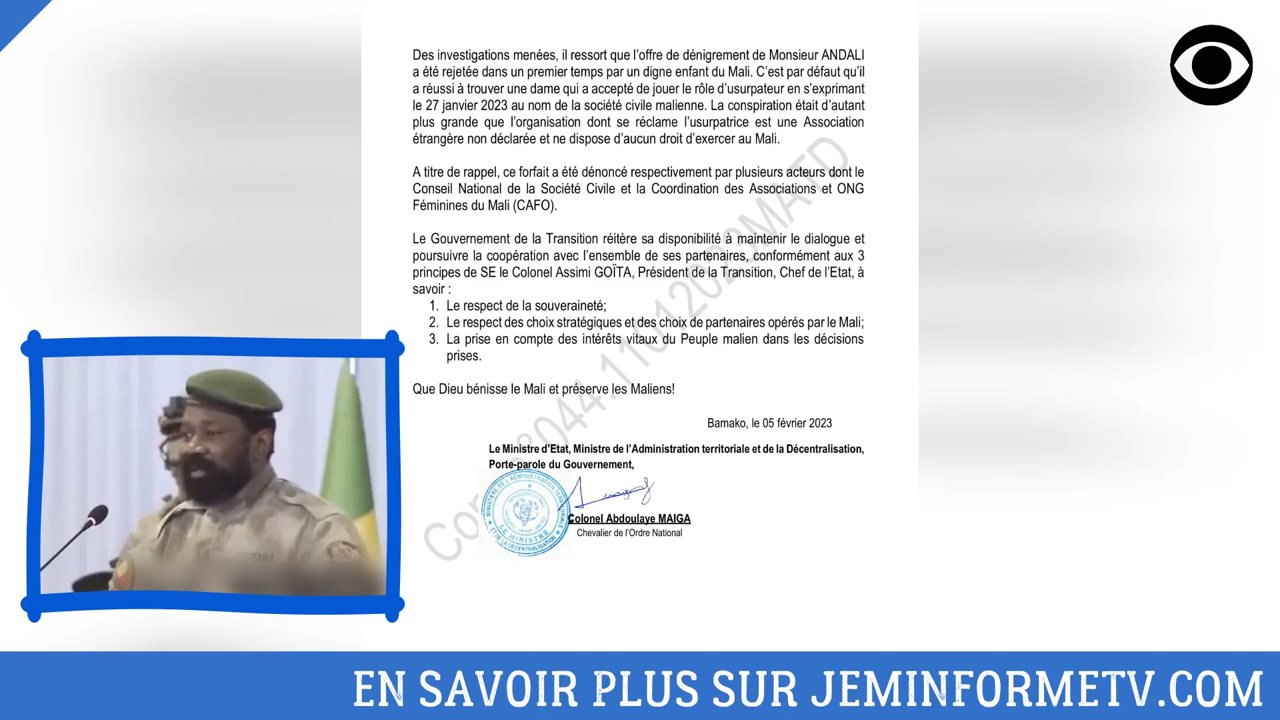 Des investigations menées, il ressort que l'offre de dénigrement de Monsieur ANDALI
a été rejetée dans un premier temps par un digne enfant du Mali. C'est par défaut qu'il
a réussi à trouver une dame qui a accepté de jouer le rôle d'usurpateur en s'exprimant
le 27 janvier 2023 au nom de la société civile malienne. La conspiration était d'autant
plus grande que l'organisation dont se réclame l'usurpatrice est une Association
étrangère non déclarée et ne dispose d'aucun droit d'exercer au Mali.
A titre de rappel, ce forfait a été dénoncé respectivement par plusieurs acteurs dont le
Conseil National de la Société Civile et la Coordination des Associations et ONG
Féminines du Mali (CAFO).
Le Gouvernement de la Transition réitère sa disponibilité à maintenir le dialogue et
poursuivre la coopération avec l'ensemble de ses partenaires, conformément aux 3
principes de SE le Colonel Assimi GOÏTA, Président de la Transition, Chef de l'Etat, à
savoir :
1. Le respect de la souveraineté;
2. Le respect des choix stratégiques et des choix de partenaires opérés par le Mali;
3. La prise en compte des intérêts vitaux du Peuple malien dans les décisions
prises.
Que Dieu bénisse le Mali et préserve les Maliens!
Bamako, le 05 février 2023
Le Ministre d'Etat, Ministre de l'Administration territoriale et de la Décentralisation,
Porte-parole du Gouvernement,
LE MINISTRE
Colonel Abdoulaye MAIGA
Chevalier de l'Ordre National
EN SAVOIR PLUS SUR JEMINFORMETV.COM